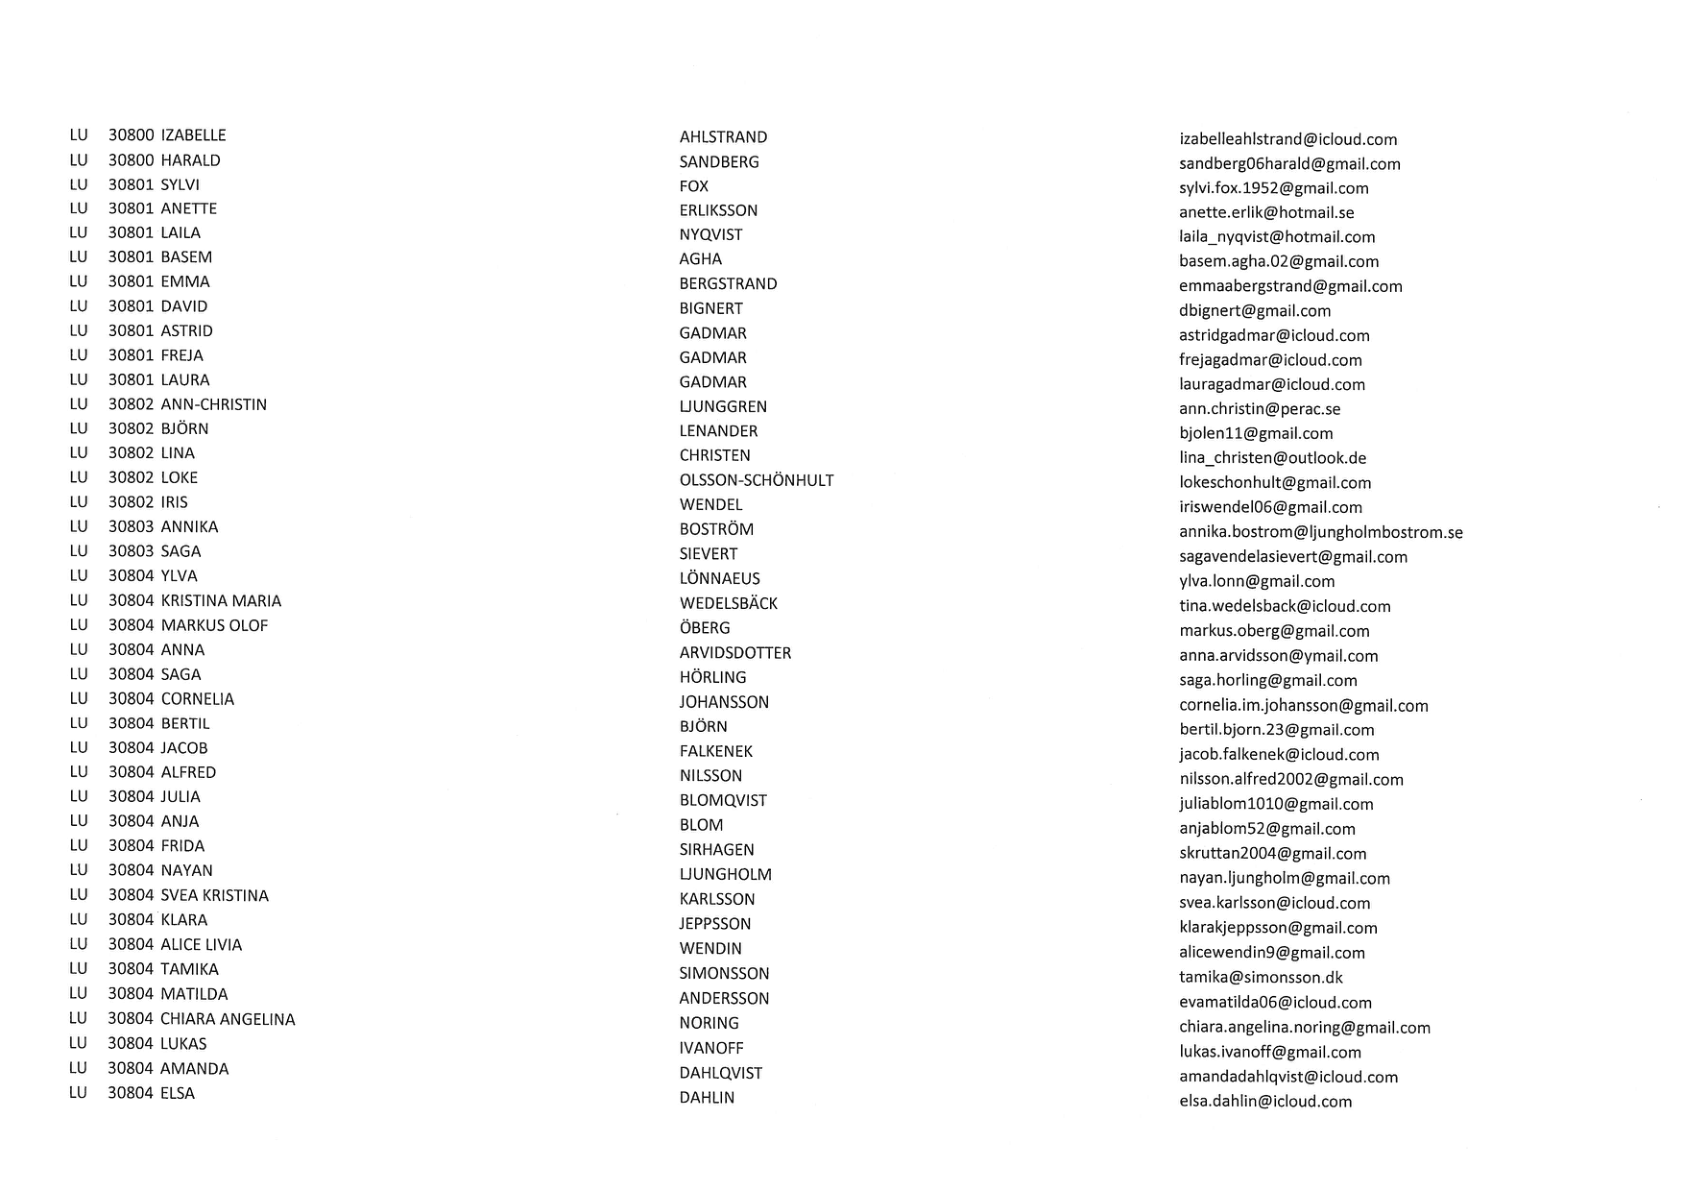 LU 30800 IZABELLE AHLSTRAND izabelleahlstrand@icloud.com
LU 30800 HARALD SANDBERG sandberg06harald@gmail.com
LU 30801 SYLVI FOX sylvi.fox.1952@gmail.com
LU 30801 ANETTE ERLIKSSON anette.erlik@hotmail.se
LU 30801 LAILA NYQVIST laila_nyqvist@hotmail.com
LU 30801 BASEM AGHA basem.agha.02@gmail.com
LU 30801 EMMA BERGSTRAND emmaabergstrand@gmail.com
LU 30801 DAVID BIGNERT dbignert@gmail.com
LU 30801 ASTRID GADMAR astridgadmar@icloud.com
LU 30801 FREJA GADMAR frejagadmar@icloud.com
LU 30801 LAURA GADMAR lauragadmar@icloud.com
LU 30802 ANN-CHRISTIN LJUNGGREN ann.christin@perac.se
LU 30802 BJÖRN LENANDER bjolen11@gmail.com
LU 30802 LINA CHRISTEN lina_christen@outlook.de
LU 30802 LOKE OLSSON-SCHÖNHULT lokeschonhult@gmail.com
LU 30802 IRIS WENDEL iriswendel06@gmail.com
LU 30803 ANNIKA BOSTRÖM annika.bostrom@ljungholmbostrom.se
LU 30803 SAGA SIEVERT sagavendelasievert@gmail.com
LU 30804 YLVA LÖNNAEUS ylva.lonn@gmail.com
LU 30804 KRISTINA MARIA WEDELSBÄCK tina.wedelsback@icloud.com
LU 30804 MARKUS OLOF ÖBERG markus.oberg@gmail.com
LU 30804 ANNA ARVIDSDOTTER anna.arvidsson@ymail.com
LU 30804 SAGA HÖRLING saga.horling@gmail.com
LU 30804 CORNELIA JOHANSSON cornelia.im.johansson@gmail.com
LU 30804 BERTIL BJÖRN bertil.bjorn.23@gmail.com
LU 30804 JACOB FALKENEK jacob.falkenek@icloud.com
LU 30804 ALFRED NILSSON nilsson.alfred2002@gmail.com
LU 30804 JULIA BLOMQVIST juliablom1010@gmail.com
LU 30804 ANJA BLOM anjablom52@gmail.com
LU 30804 FRIDA SIRHAGEN skruttan2004@gmail.com
LU 30804 NAYAN LJUNGHOLM nayan.ljungholm@gmail.com
LU 30804 SVEA KRISTINA KARLSSON svea.karlsson@icloud.com
LU 30804 KLARA JEPPSSON klarakjeppsson@gmail.com
LU 30804 ALICE LIVIA WENDIN alicewendin9@gmail.com
LU 30804 TAMIKA SIMONSSON tamika@simonsson.dk
LU 30804 MATILDA ANDERSSON evamatilda06@icloud.com
LU 30804 CHIARA ANGELINA NORING chiara.angelina.noring@gmail.com
LU 30804 LUKAS IVANOFF lukas.ivanoff@gmail.com
LU 30804 AMANDA DAHLQVIST amandadahlqvist@icloud.com
LU 30804 ELSA DAHLIN elsa.dahlin@icloud.com